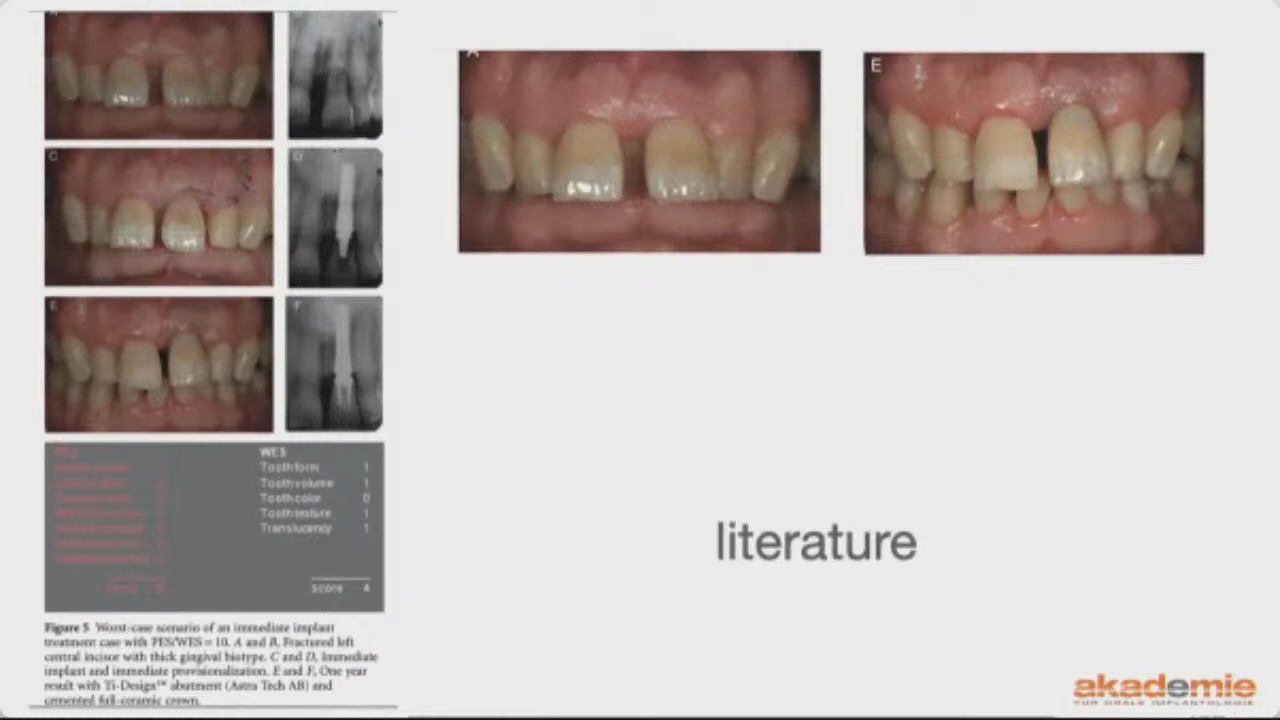 A
E
C
D
E
F
WES
Tooth form 1
Tooth volume 1
Tooth color 0
Tooth texture 1
Translucency 1
score 4
Figure 5 Worst-case scenario of an immediate implant
treatment case with PES/WES = 10. A and B, Fractured left
central incisor with thick gingival biotype. C and D, Immediate
implant and immediate provisionalization. E and F, One year
result with Ti-Design™ abutment (Astra Tech AB) and
cemented full-ceramic crown.
literature
akademie
FÜR ORALE IMPLANTOLOGIE